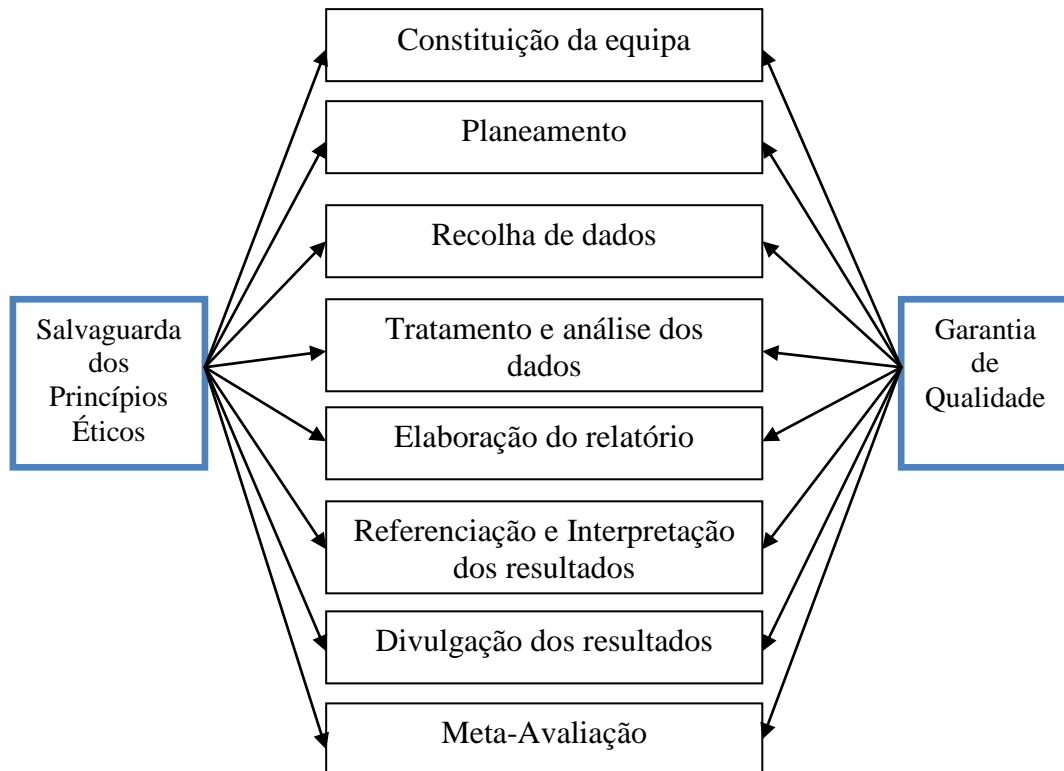 Constituição da equipa
Planeamento
Recolha de dados
Tratamento e análise dos
dados
Elaboração do relatório
Referenciação e Interpretação
dos resultados
Divulgação dos resultados
Meta-Avaliação
Salvaguarda
dos
Princípios
Éticos
Garantia
de
Qualidade